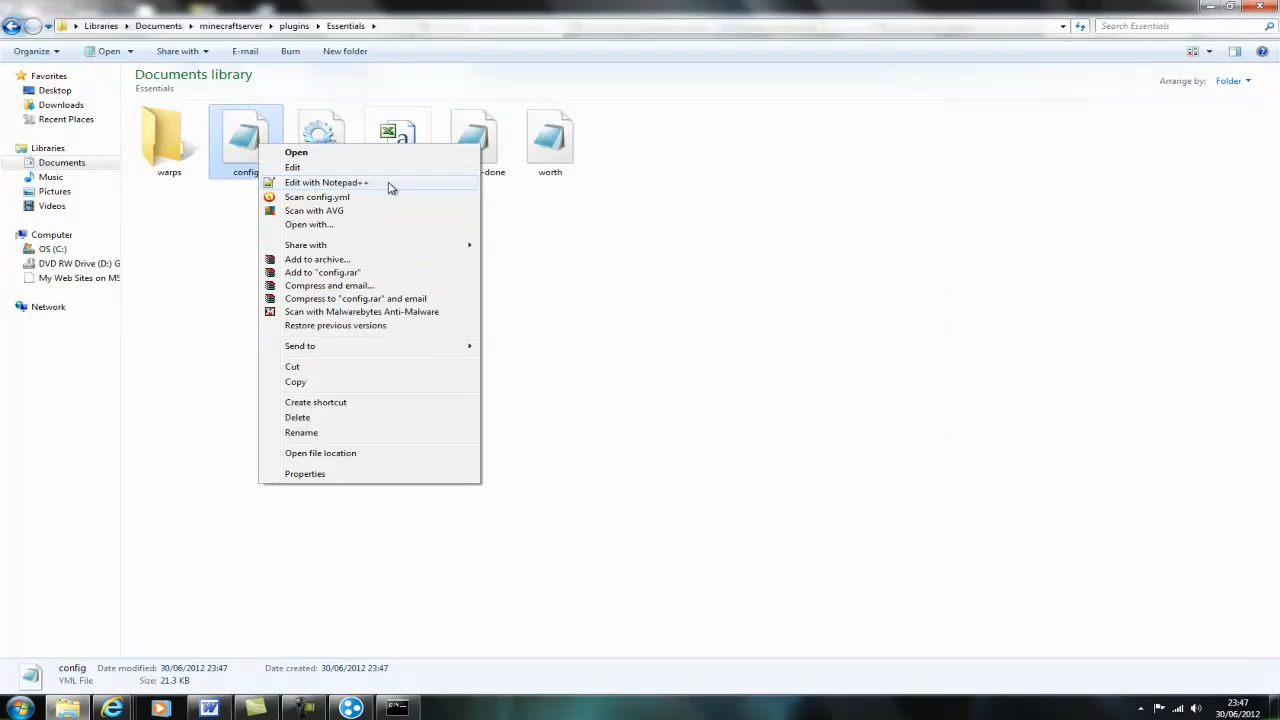 Libraries Documents minecraftserver plugins Essentials
Search Essentials
Organize Open Share with E-mail Burn New folder
Favorites
Desktop
Downloads
Recent Places
Libraries
Documents
Music
Pictures
Videos
Computer
OS (C:)
DVD RW Drive (D:) G
My Web Sites on MS
Network
Documents library
Essentials
Arrange by: Folder
warps
config
-done
worth
Open
Edit
Edit with Notepad++
Scan config.yml
Scan with AVG
Open with...
Share with
Add to archive...
Add to "config.rar"
Compress and email...
Compress to "config.rar" and email
Scan with Malwarebytes Anti-Malware
Restore previous versions
Send to
Cut
Copy
Create shortcut
Delete
Rename
Open file location
Properties
config Date modified: 30/06/2012 23:47 Date created: 30/06/2012 23:47
YML File Size: 21.3 KB
23:47
30/06/2012